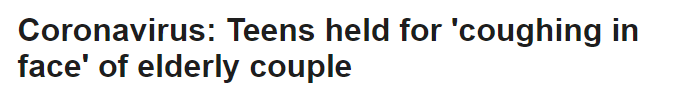 Coronavirus: Teens held for 'coughing in
face' of elderly couple